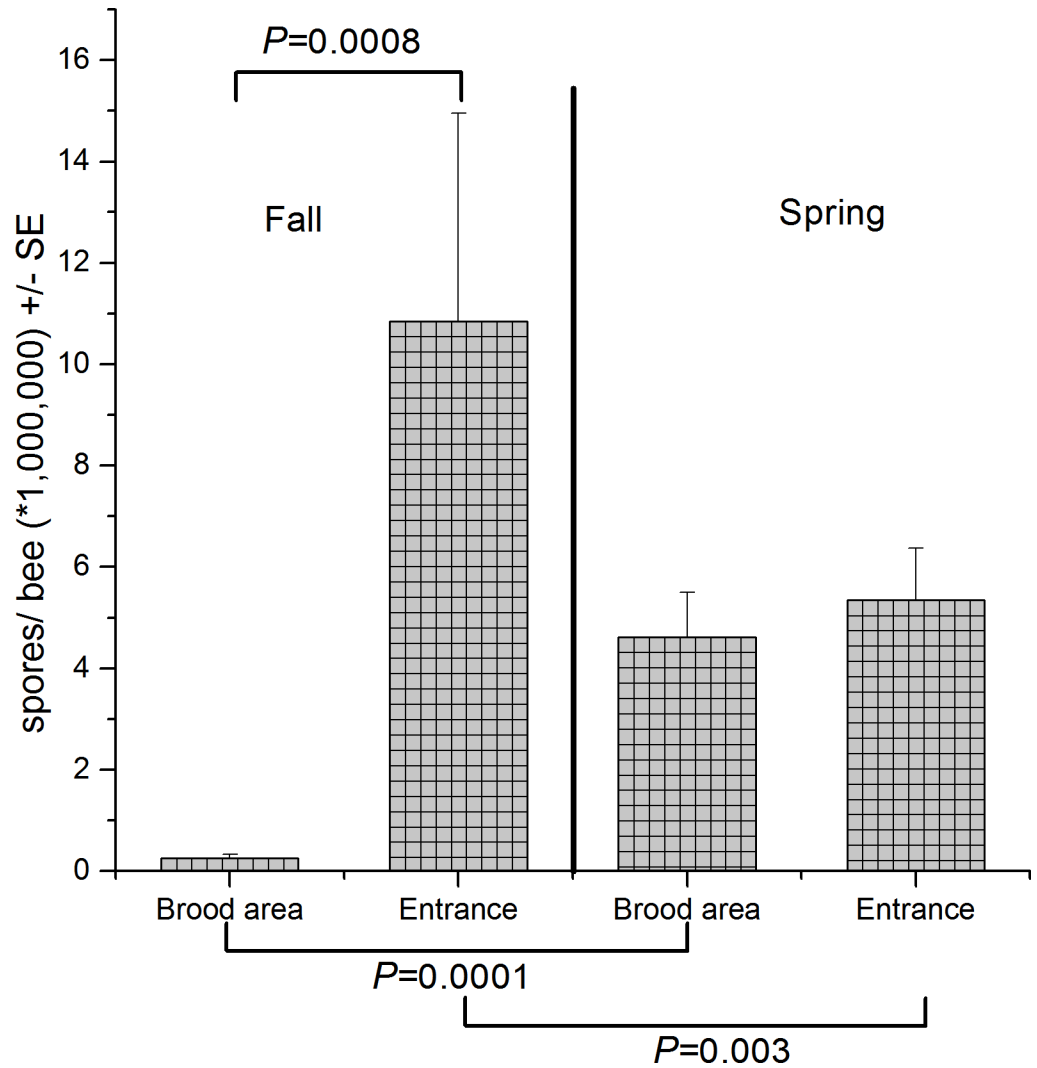 P=0.0008
Fall
Spring
spores/ bee (*1,000,000) +/- SE
16
14
12
10
8
6
4
2
0
Brood area Entrance Brood area Entrance
P=0.0001
P=0.003